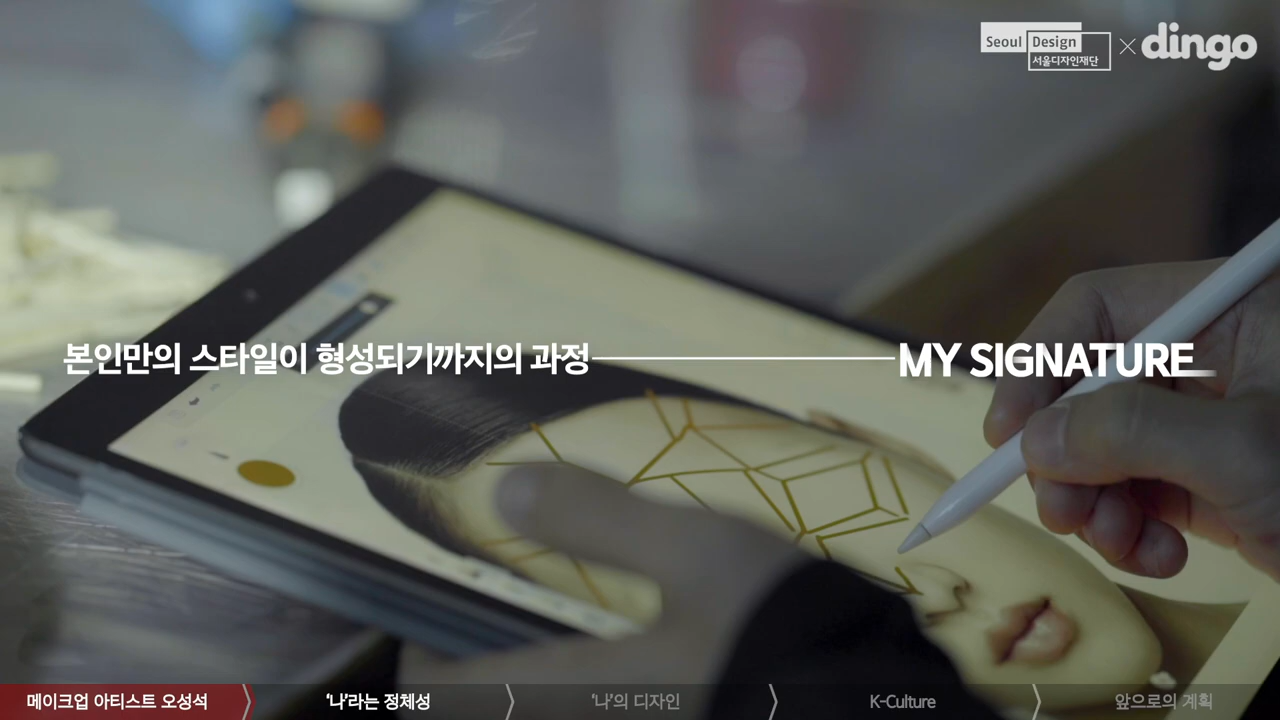 Seoul Design
서울디자인재단
× dingo
본인만의 스타일이 형성되기까지의 과정 MY SIGNATURE
메이크업 아티스트 오성석
'나'라는 정체성
'나'의 디자인
K-Culture
앞으로의 계획